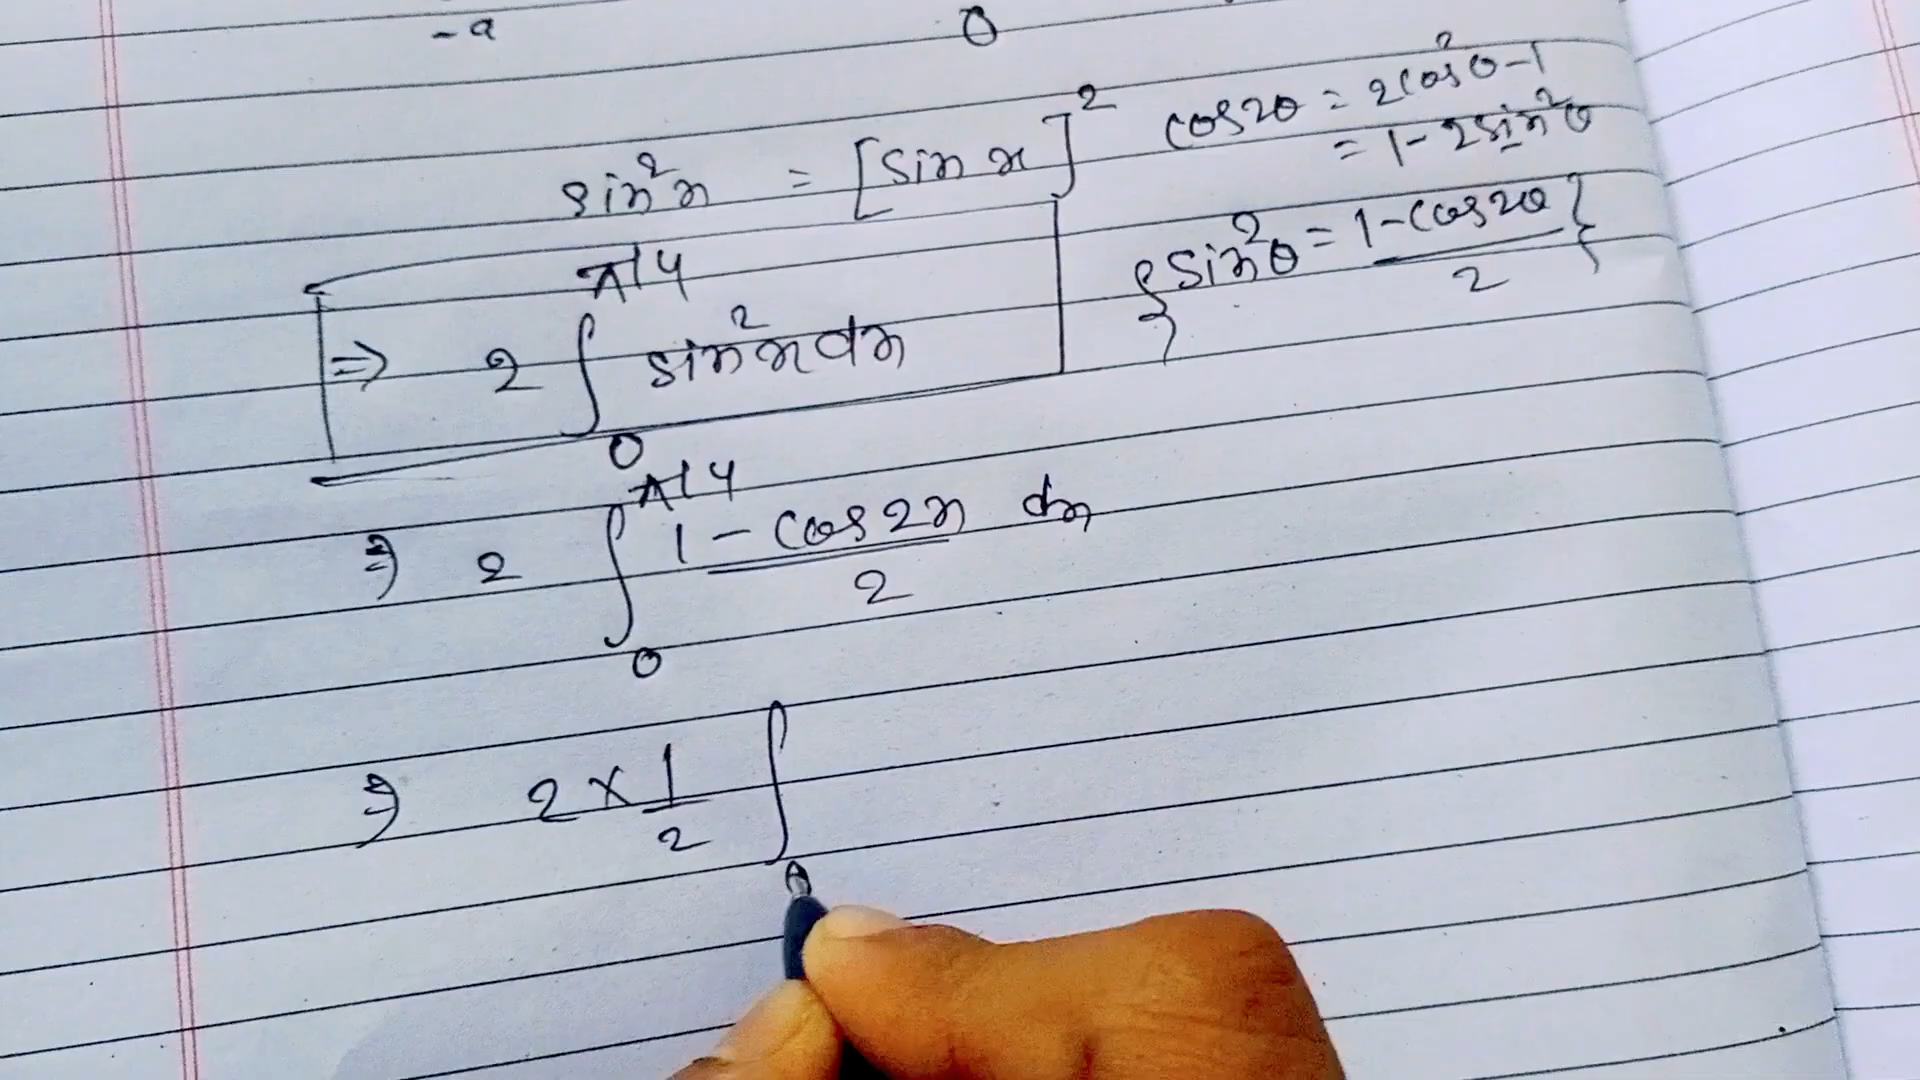 -a 0
sin²x = [sin x]² cos2θ = 2cos²θ-1
= 1-2sin²θ
{sin²θ = 1-cos2θ/2}
⇒ 2 ∫₀^π/4 sin²x dx
⇒ 2 ∫₀^π/4 1-cos2x/2 dx
⇒ 2 × 1/2 ∫